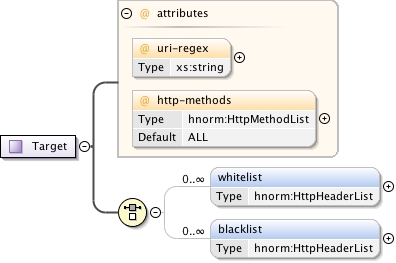 @ attributes
@ uri-regex
Type xs:string
@ http-methods
Type hnorm:HttpMethodList
Default ALL
Target
0..∞
whitelist
Type hnorm:HttpHeaderList
0..∞
blacklist
Type hnorm:HttpHeaderList